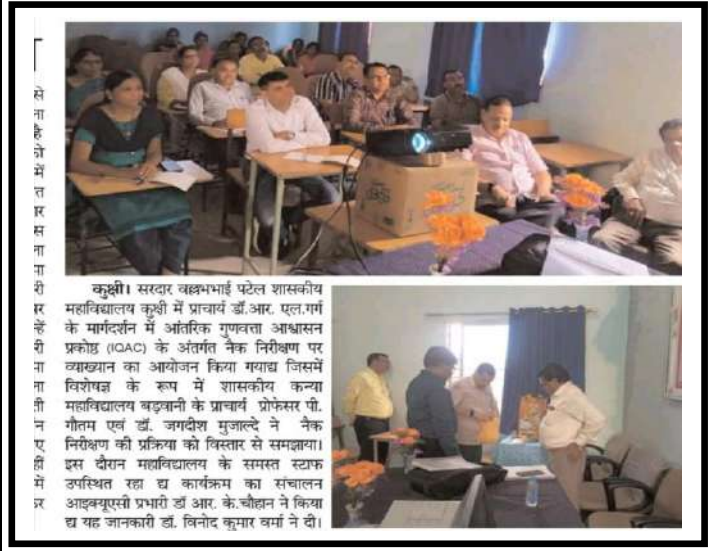 कुक्षी। सरदार वल्लभभाई पटेल शासकीय
महाविद्यालय कुक्षी में प्राचार्य डॉ.आर. एल.गर्ग
के मार्गदर्शन में आंतरिक गुणवत्ता आश्वासन
प्रकोष्ठ (IQAC) के अंतर्गत नैक निरीक्षण पर
व्याख्यान का आयोजन किया गयाद्य जिसमें
विशेषज्ञ के रूप में शासकीय कन्या
महाविद्यालय बड़वानी के प्राचार्य प्रोफेसर पी.
गौतम एवं डॉ. जगदीश मुजाल्दे ने नैक
निरीक्षण की प्रक्रिया को विस्तार से समझाया।
इस दौरान महाविद्यालय के समस्त स्टाफ
उपस्थित रहा द्य कार्यक्रम का संचालन
आइक्यूएसी प्रभारी डॉ आर. के.चौहान ने किया
द्य यह जानकारी डॉ. विनोद कुमार वर्मा ने दी।